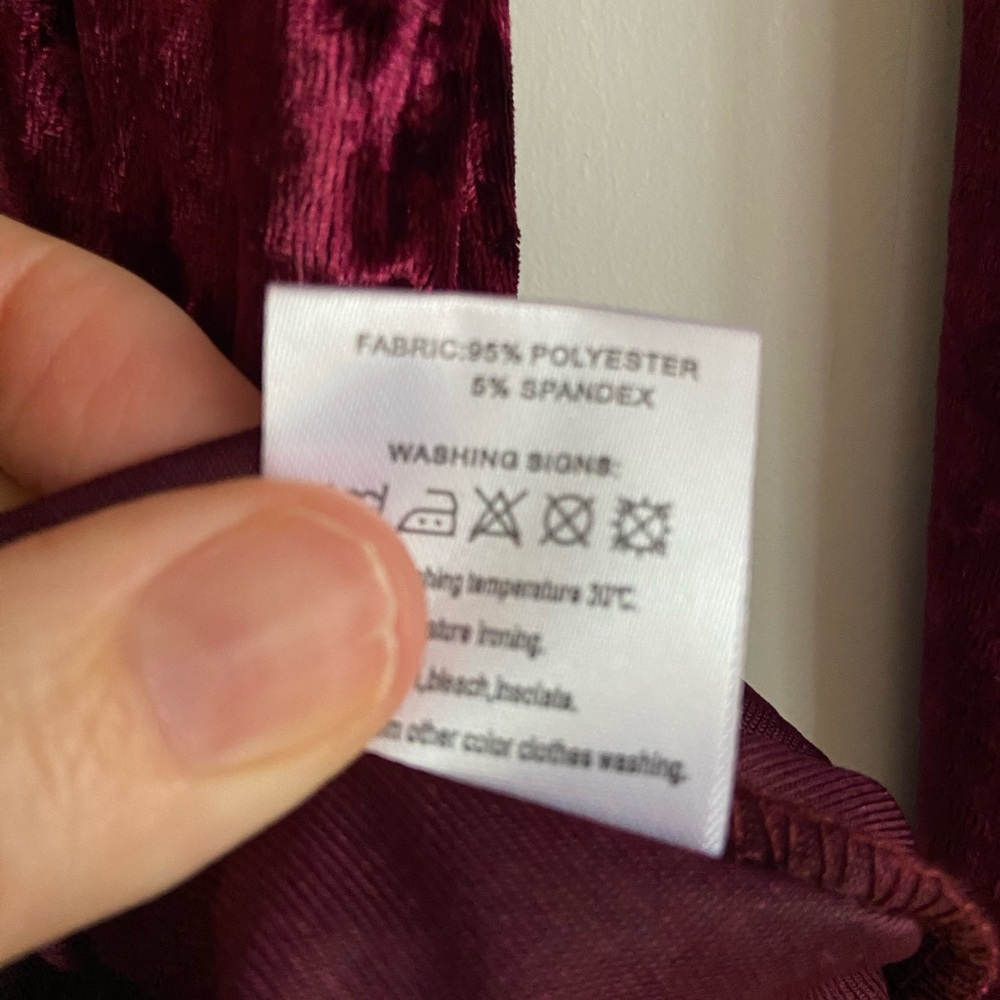 FABRIC:95% POLYESTER
5% SPANDEX
WASHING SIGNS:
temperature 30℃.
ironing.
bleach,
other color clothes washing.